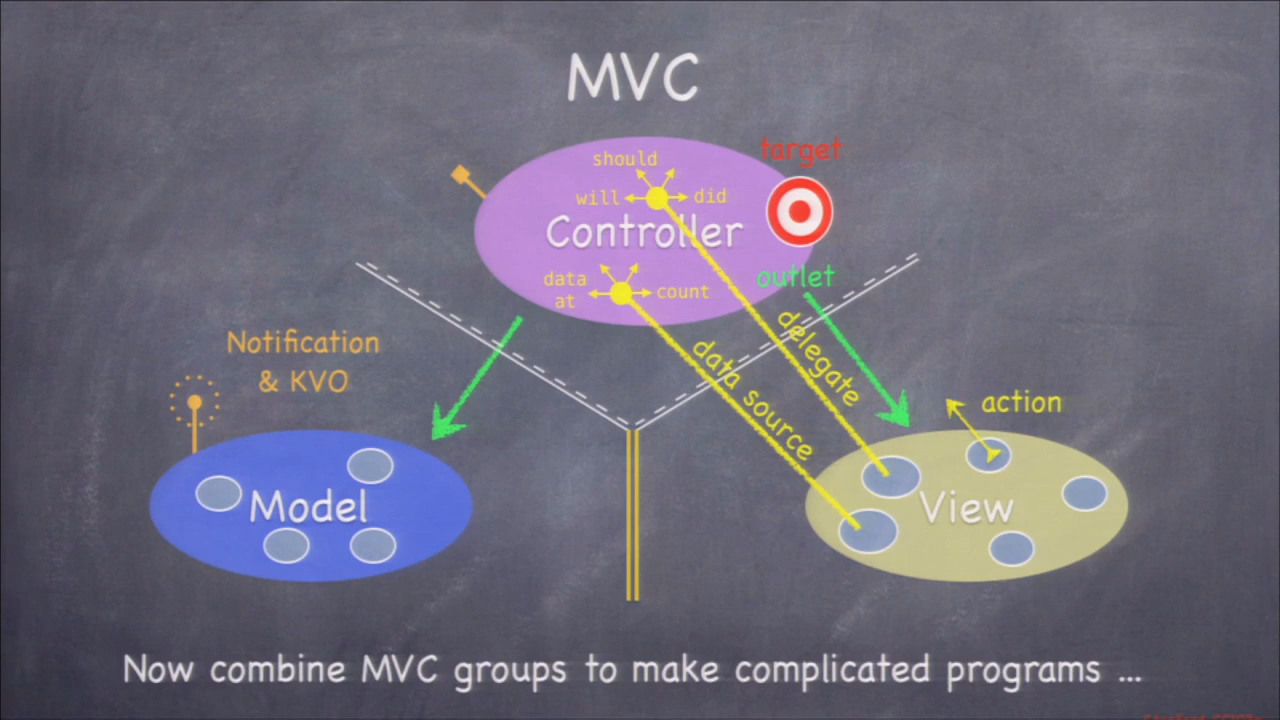 MVC
should
target
will
did
Controller
outlet
data
at
count
delegate
Notification
& KVO
data source
action
Model
View
Now combine MVC groups to make complicated programs ...